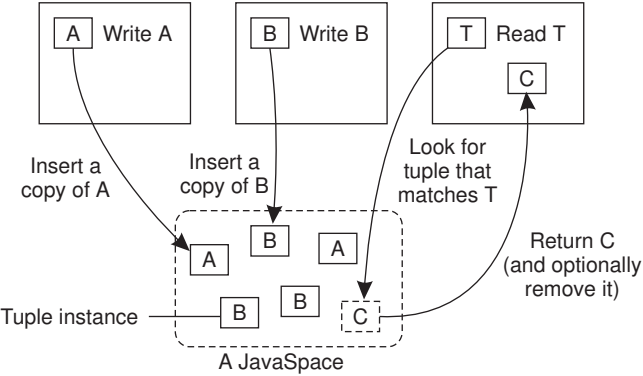 A Write A
B Write B
T Read T
C
Insert a
copy of A
Insert a
copy of B
Look for
tuple that
matches T
Return C
(and optionally
remove it)
B
A
A
B
B
C
Tuple instance
A JavaSpace